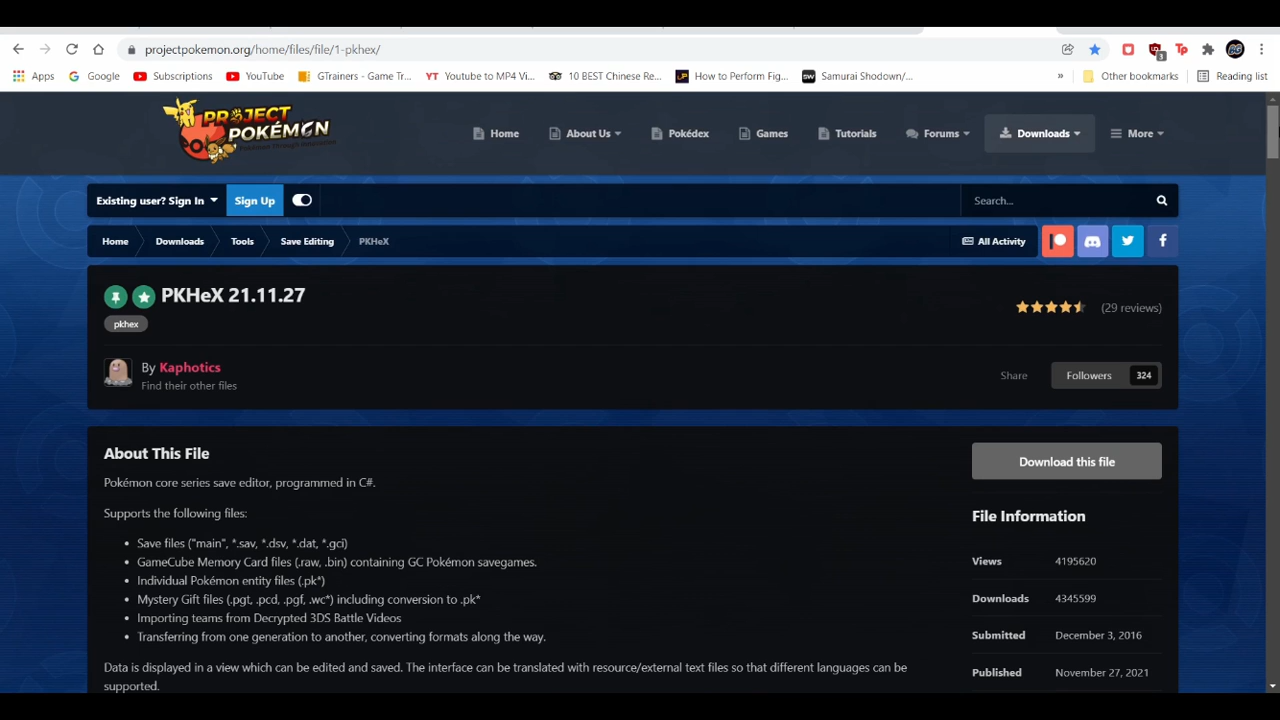 projectpokemon.org/home/files/file/1-pkhex/
3
Apps Google Subscriptions YouTube GTrainers - Game Tr... YT Youtube to MP4 Vi... 10 BEST Chinese Re... UP How to Perform Fig... SW Samurai Shodown/... » Other bookmarks Reading list
PROJECT
POKÉMON
Home About Us Pokédex Games Tutorials Forums Downloads More
Existing user? Sign In Sign Up Search...
Home Downloads Tools Save Editing PKHeX All Activity
PKHeX 21.11.27
(29 reviews)
pkhex
By Kaphotics
Find their other files
Share Followers 324
About This File
Download this file
Pokémon core series save editor, programmed in C#.
Supports the following files:
File Information
• Save files ("main", *.sav, *.dsv, *.dat, *.gci)
• GameCube Memory Card files (.raw, .bin) containing GC Pokémon savegames.
Views 4195620
• Individual Pokémon entity files (.pk*)
• Mystery Gift files (.pgt, .pcd, .pgf, .wc*) including conversion to .pk*
Downloads 4345599
• Importing teams from Decrypted 3DS Battle Videos
• Transferring from one generation to another, converting formats along the way.
Submitted December 3, 2016
Data is displayed in a view which can be edited and saved. The interface can be translated with resource/external text files so that different languages can be
supported.
Published November 27, 2021